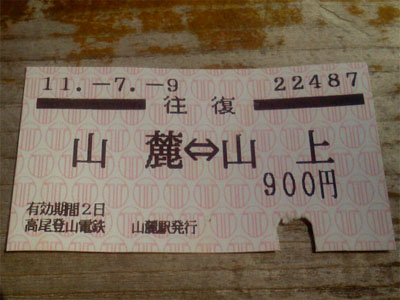 11.-7.-9 22487
往復
山麓⇔山上
900円
有効期間2日
高尾登山電鉄 山麓駅発行